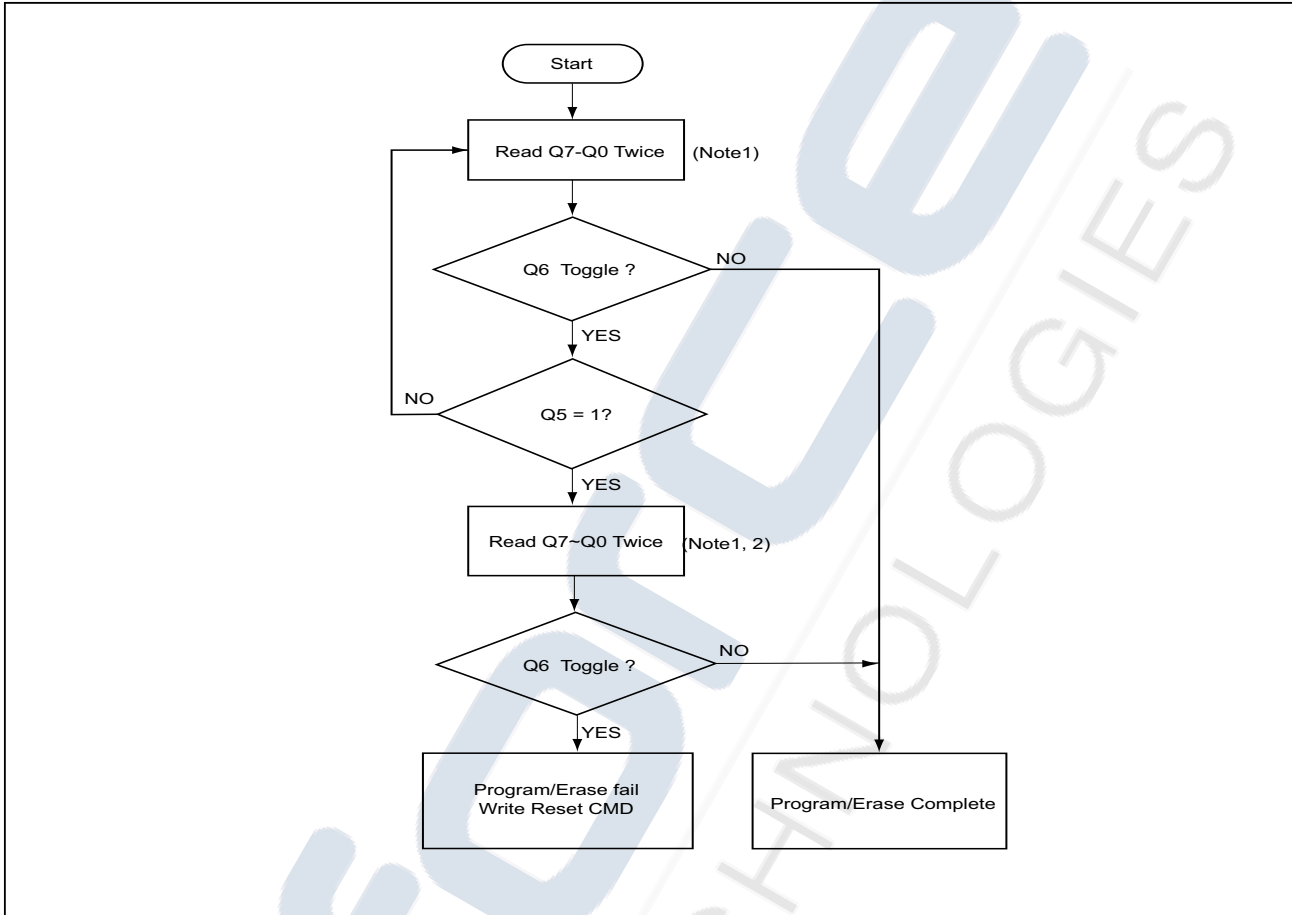 Start
Read Q7-Q0 Twice
(Note1)
Q6 Toggle ?
NO
YES
NO
Q5 = 1?
YES
Read Q7~Q0 Twice
(Note1, 2)
Q6 Toggle ?
NO
YES
Program/Erase fail
Write Reset CMD
Program/Erase Complete